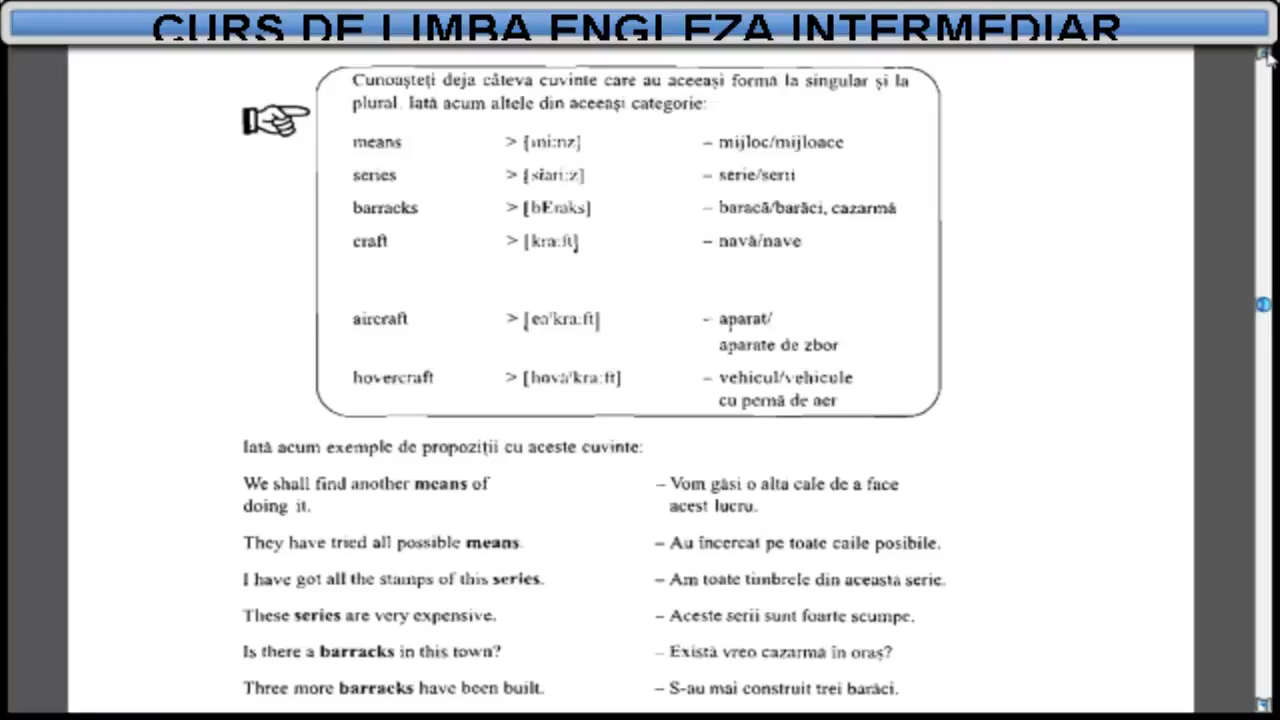 CURS DE LIMBA ENGLEZA INTERMEDIAR
Cunoașteți deja câteva cuvinte care au aceeași formă la singular și la
plural. Iată acum altele din aceeași categorie:
means > [mi:nz] – mijloc/mijloace
series > [siari:z] – serie/serii
barracks > [bEraks] – baracă/barăci, cazarmă
craft > [kra:ft] – navă/nave
aircraft > [ea'kra:ft] – aparat/
aparate de zbor
hovercraft > [hovă'kra:ft] – vehicul/vehicule
cu pernă de aer
Iată acum exemple de propoziții cu aceste cuvinte:
We shall find another means of – Vom găsi o alta cale de a face
doing it. acest lucru.
They have tried all possible means. – Au încercat pe toate caile posibile.
I have got all the stamps of this series. – Am toate timbrele din aceasta serie.
These series are very expensive. – Aceste serii sunt foarte scumpe.
Is there a barracks in this town? – Există vreo cazarmă în oraș?
Three more barracks have been built. – S-au mai construit trei barăci.